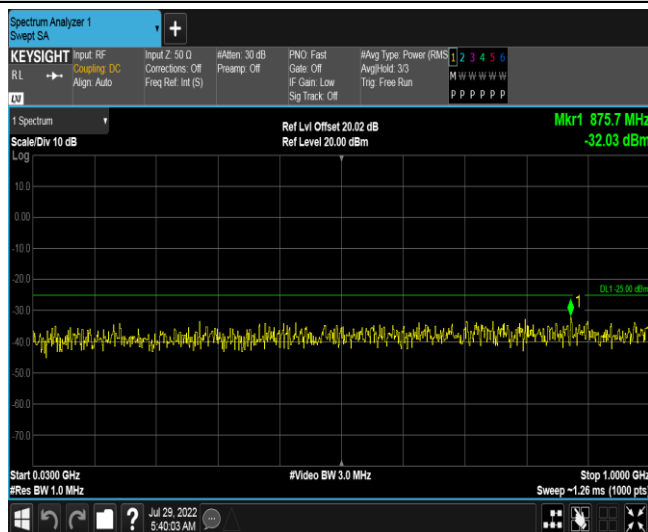 Spectrum Analyzer 1
Swept SA
KEYSIGHT
RL
LXI
Input: RF
Coupling: DC
Align: Auto
Input Z: 50 Ω
Corrections: Off
Freq Ref: Int (S)
#Atten: 30 dB
Preamp: Off
PNO: Fast
Gate: Off
IF Gain: Low
Sig Track: Off
#Avg Type: Power (RMS
Avg|Hold: 3/3
Trig: Free Run
1 2 3 4 5 6
M W W W W W
P P P P P P
1 Spectrum
Scale/Div 10 dB
Log
Ref Lvl Offset 20.02 dB
Ref Level 20.00 dBm
Mkr1 875.7 MHz
-32.03 dBm
10.0
0.00
-10.0
-20.0
DL1 -25.00 dBm
1
-30.0
-40.0
-50.0
-60.0
-70.0
Start 0.0300 GHz
#Video BW 3.0 MHz
Stop 1.0000 GHz
#Res BW 1.0 MHz
Sweep ~1.26 ms (1000 pts)
Jul 29, 2022
5:40:03 AM